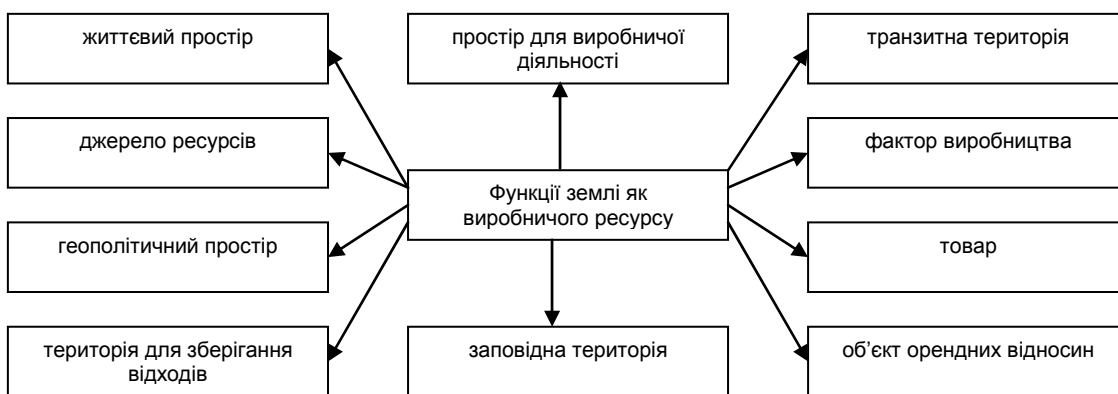 життєвий простір
простір для виробничої
діяльності
транзитна територія
джерело ресурсів
фактор виробництва
Функції землі як
виробничого ресурсу
геополітичний простір
товар
територія для зберігання
відходів
заповідна територія
об’єкт орендних відносин